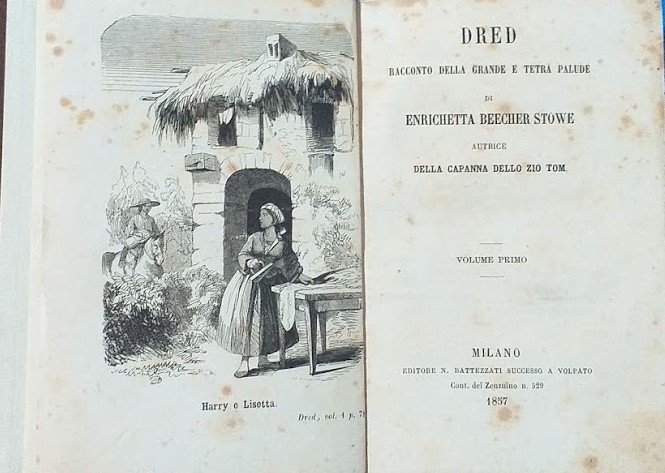 Harry e Lisetta.
Dred, vol. 1 p. 7
DRED
RACCONTO DELLA GRANDE E TETRA PALUDE
DI
ENRICHETTA BEECHER STOWE
AUTRICE
DELLA CAPANNA DELLO ZIO TOM
VOLUME PRIMO
MILANO
EDITORE N. BATTEZZATI SUCCESSO A VOLPATO
Cont. del Zenzuino n. 529
1857